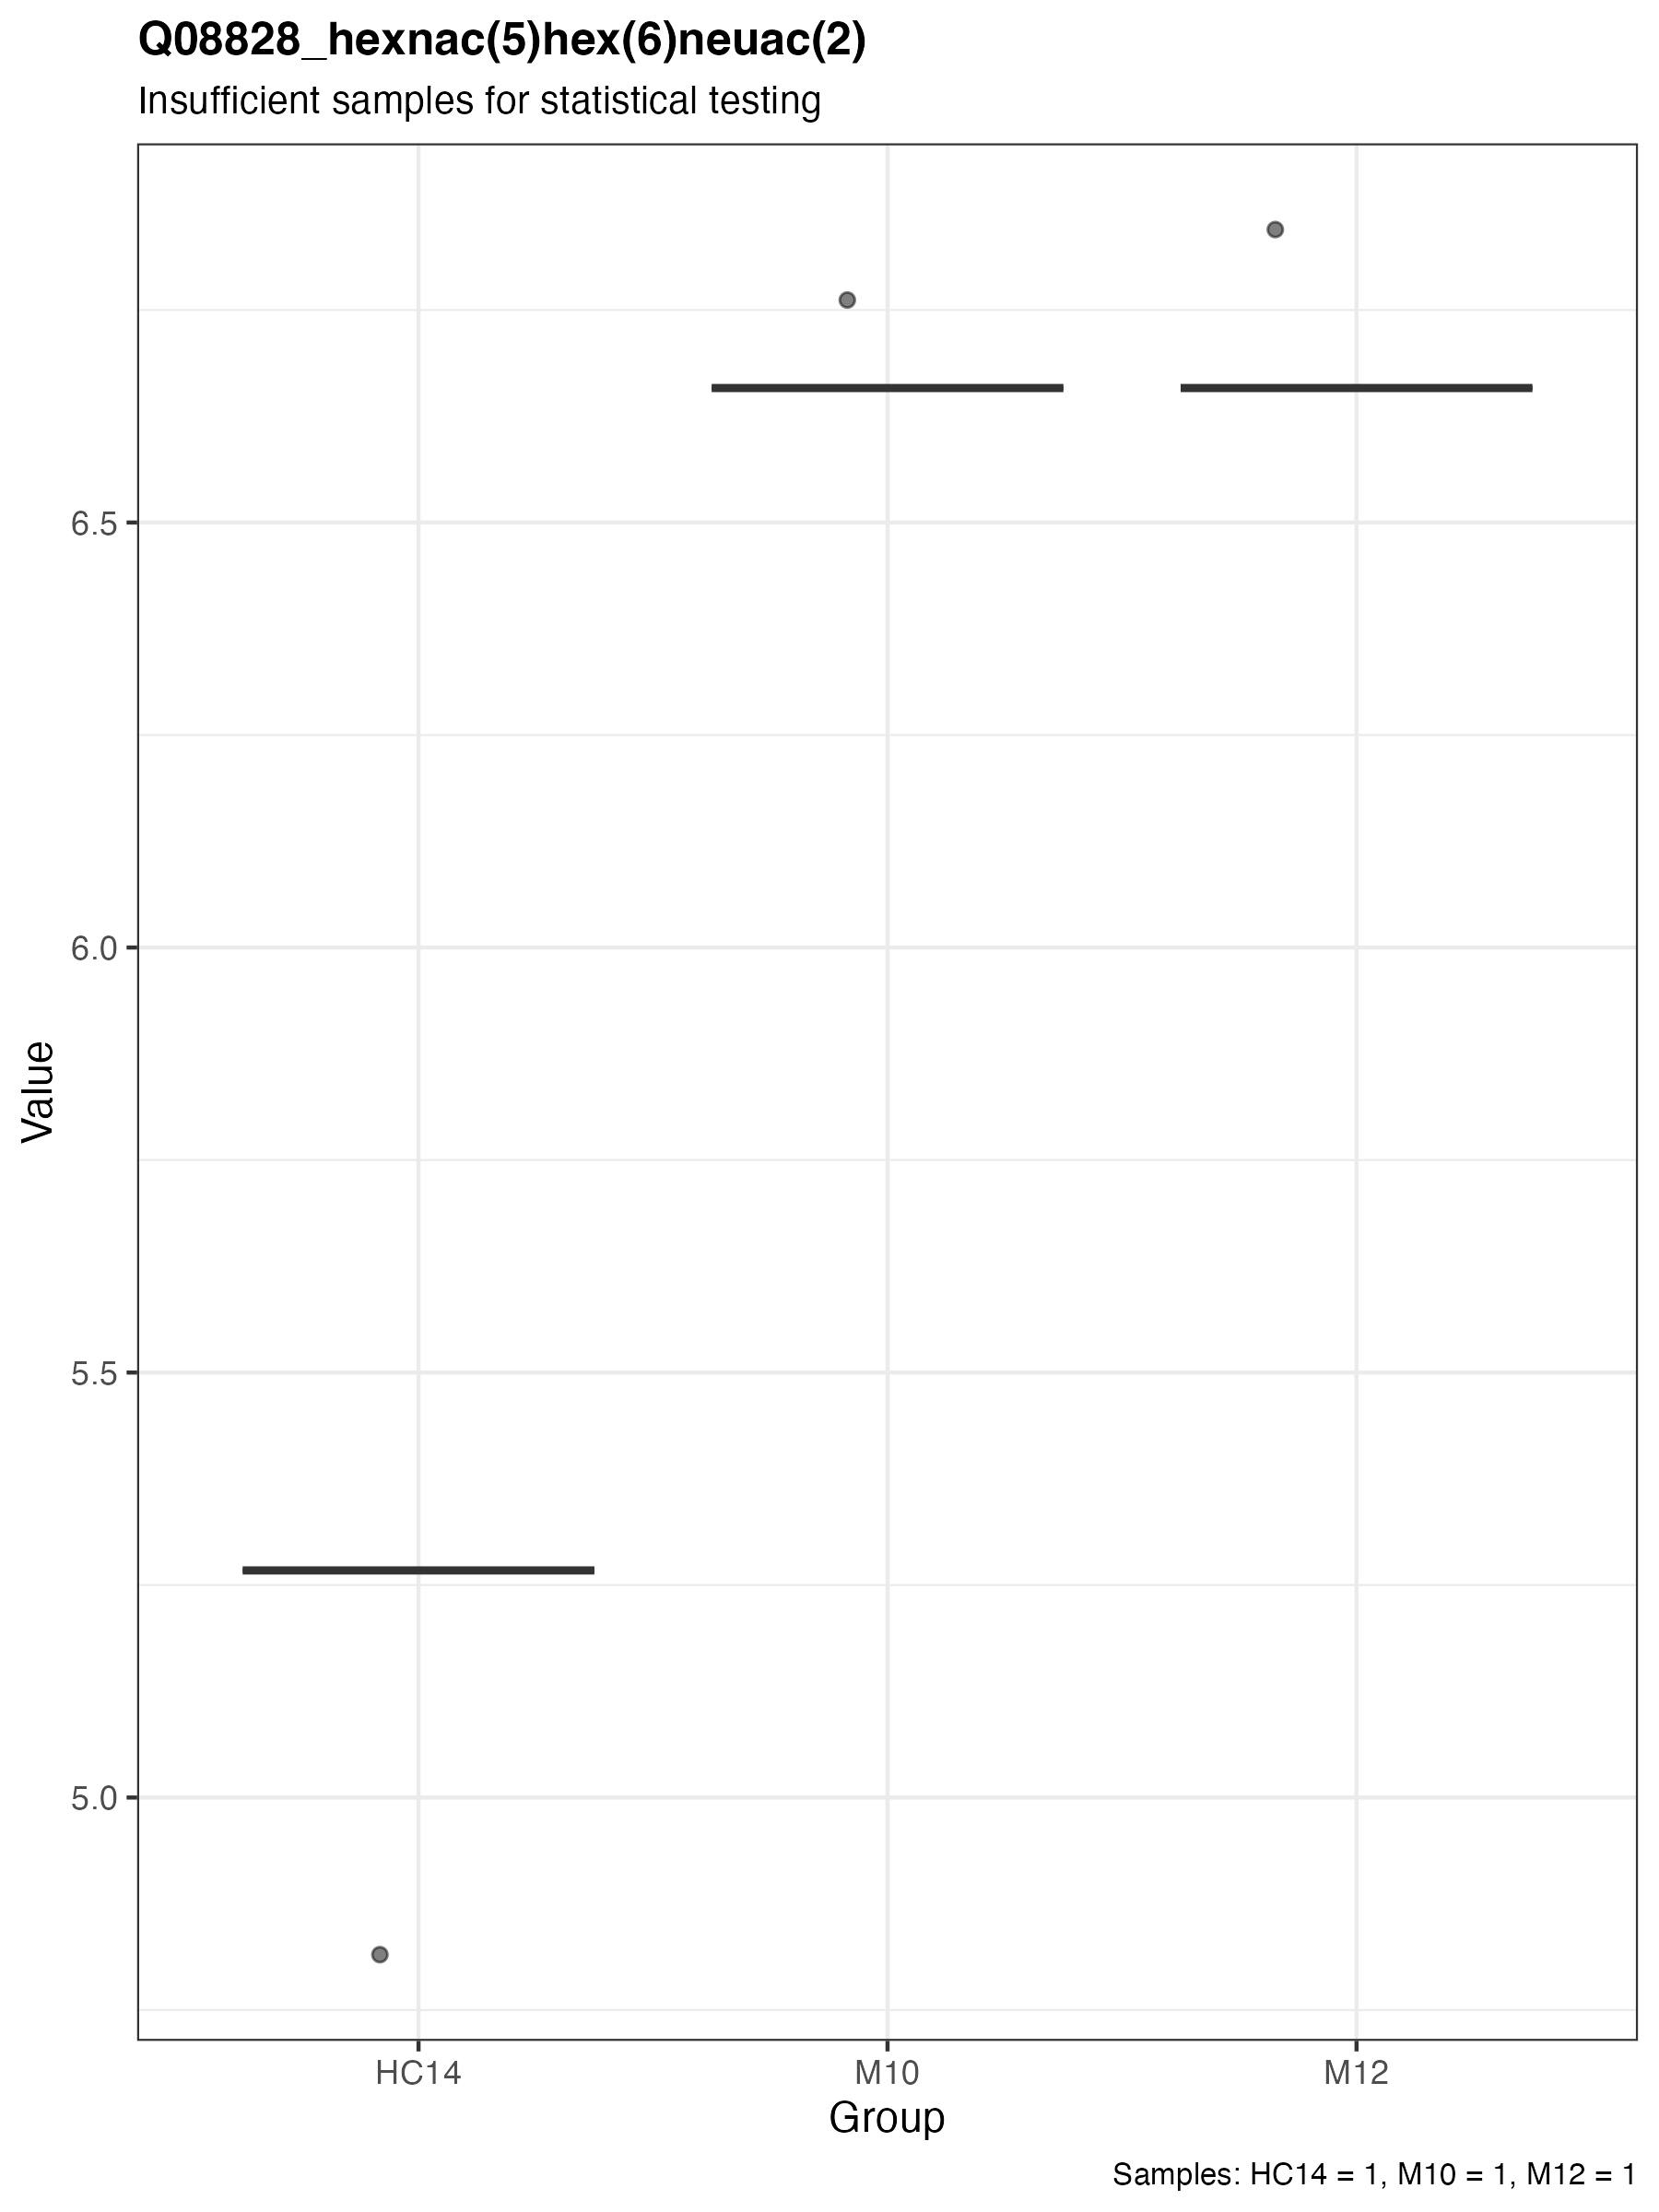 Q08828_hexnac(5)hex(6)neuac(2)
Insufficient samples for statistical testing
6.5
6.0
5.5
5.0
Value
HC14
M10
M12
Group
Samples: HC14 = 1, M10 = 1, M12 = 1